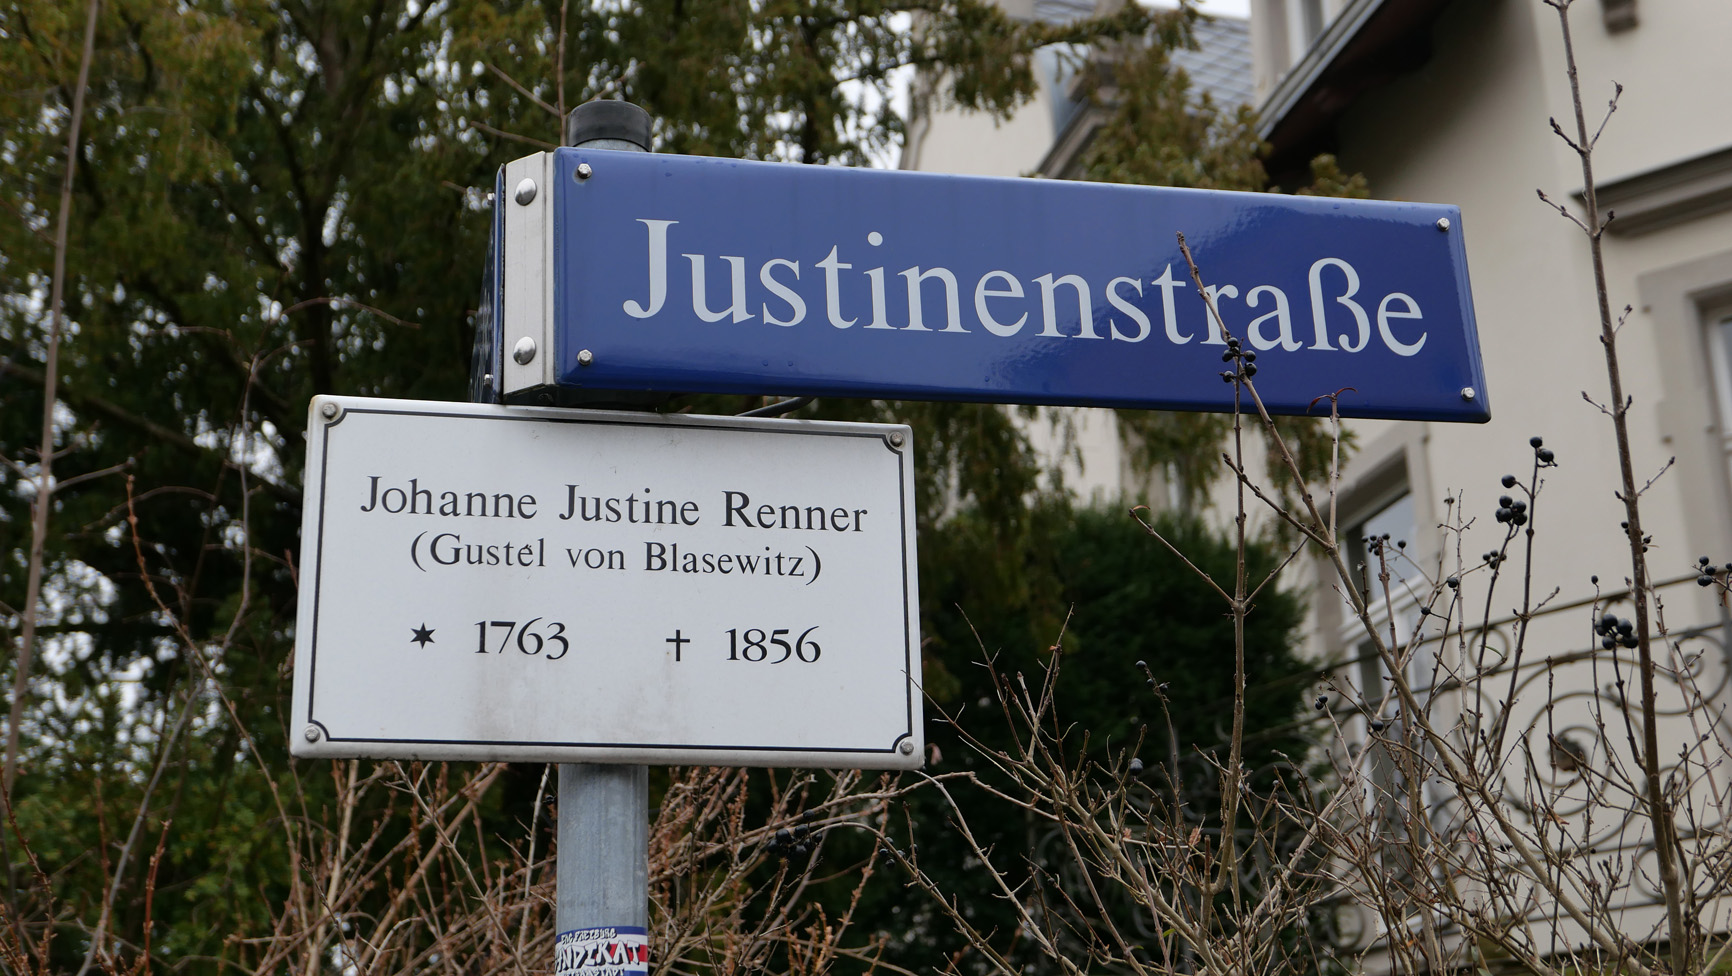 Justinenstraße
Johanne Justine Renner
(Gustel von Blasewitz)
✶ 1763 † 1856